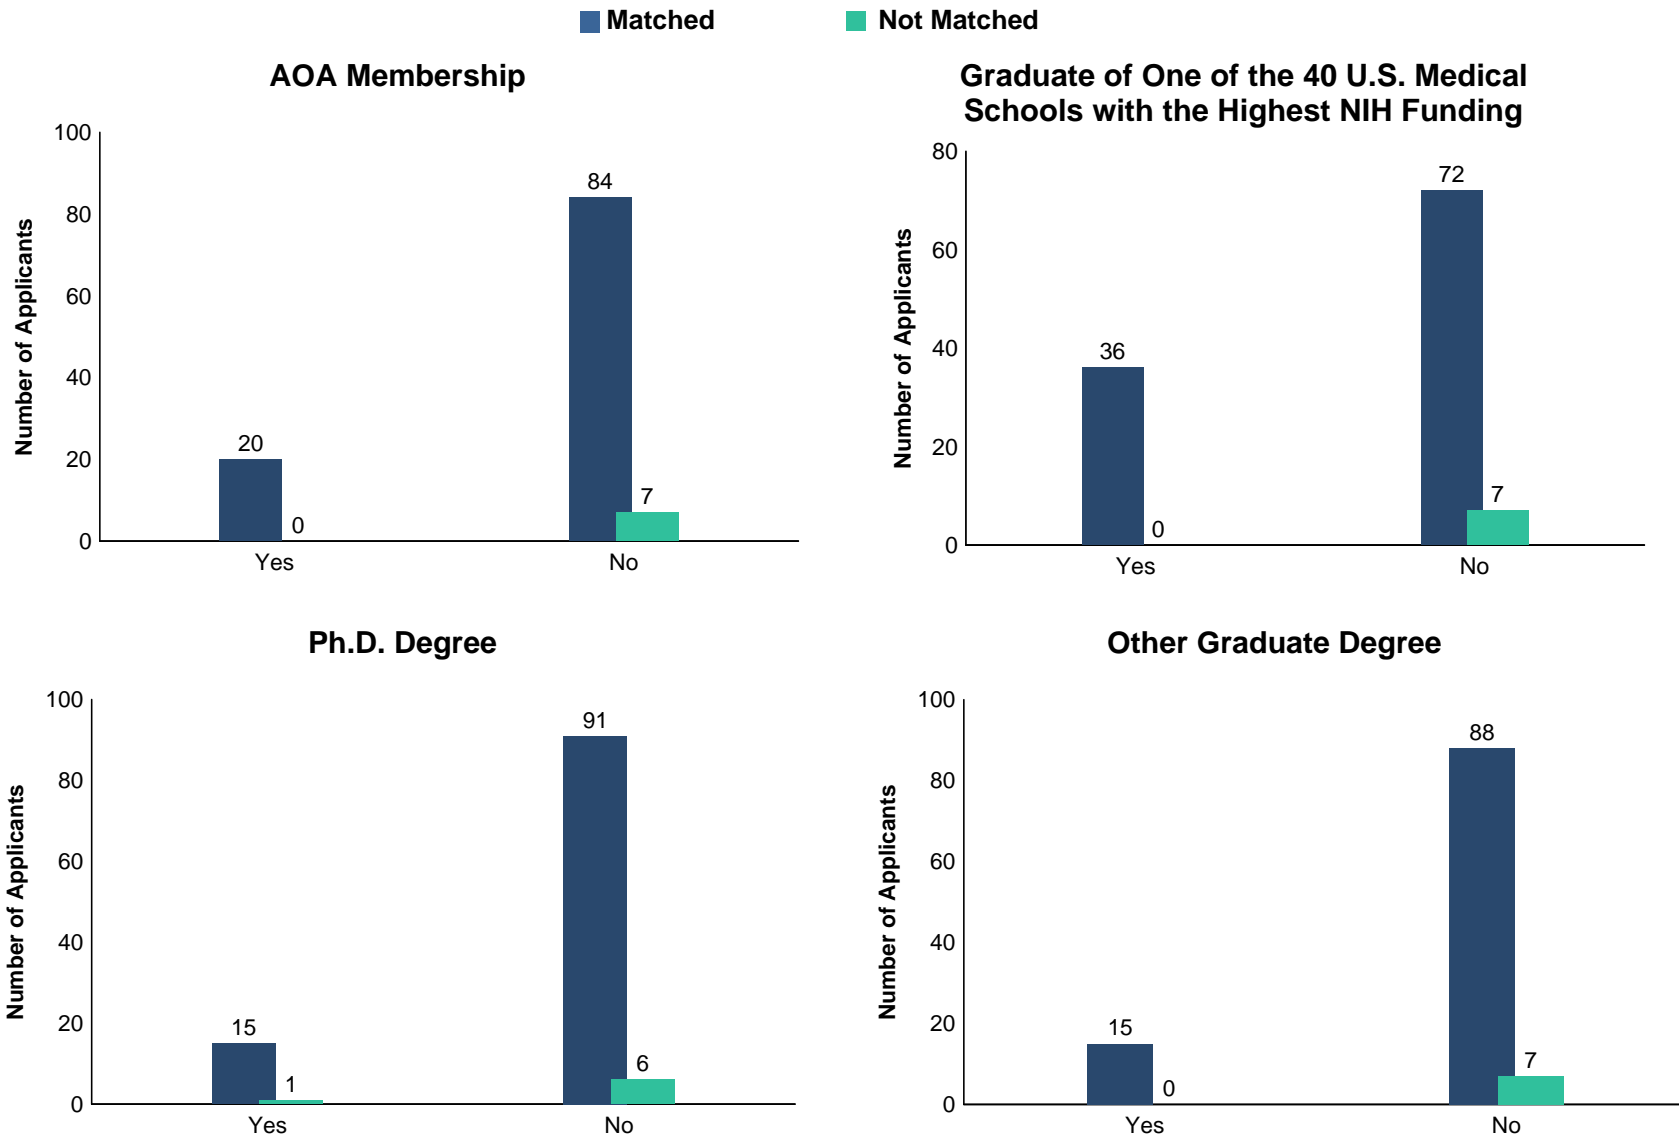 Matched
Not Matched
AOA Membership
Number of Applicants
100
80
60
40
20
0
20
0
84
7
Yes
No
Graduate of One of the 40 U.S. Medical
Schools with the Highest NIH Funding
Number of Applicants
80
60
40
20
0
36
0
72
7
Yes
No
Ph.D. Degree
Number of Applicants
100
80
60
40
20
0
15
1
91
6
Yes
No
Other Graduate Degree
Number of Applicants
100
80
60
40
20
0
15
0
88
7
Yes
No